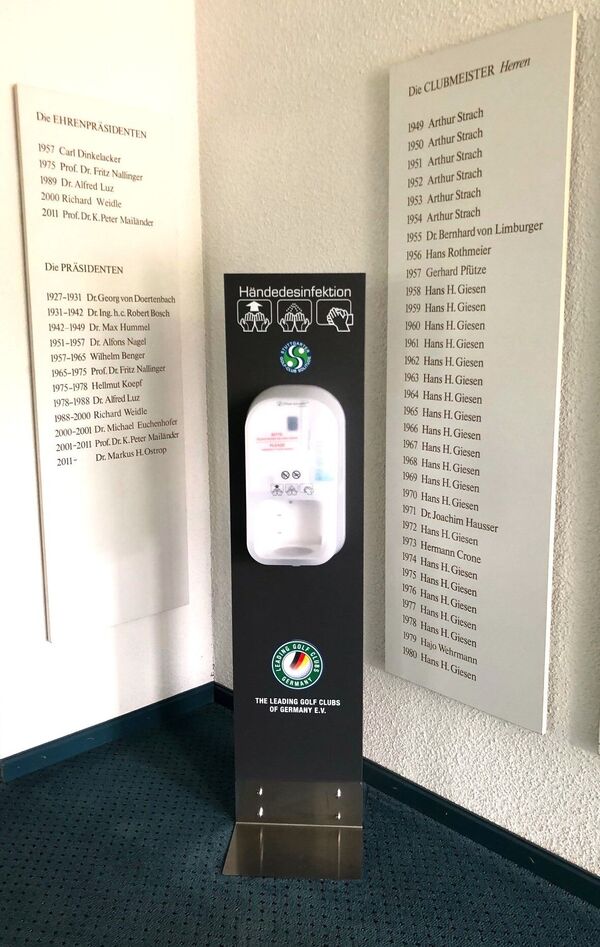 Die EHRENPRÄSIDENTEN
1957 Carl Dinkelacker
1975 Prof. Dr. Fritz Nallinger
1989 Dr. Alfred Luz
2000 Richard Weidle
2011 Prof. Dr. K. Peter Mailänder
Die PRÄSIDENTEN
1927-1931 Dr. Georg von Doertenbach
1931-1942 Dr. Ing. h. c. Robert Bosch
1942-1949 Dr. Max Hummel
1951-1957 Dr. Alfons Nagel
1957-1965 Wilhelm Benger
1965-1975 Prof. Dr. Fritz Nallinger
1975-1978 Hellmut Koepf
1978-1988 Dr. Alfred Luz
1988-2000 Richard Weidle
2000-2001 Dr. Michael Euchenhofer
2001-2011 Prof. Dr. K. Peter Mailänder
2011- Dr. Markus H. Ostrop
Händedesinfektion
STUTTGARTER
GOLF-CLUB SOLITUDE
BITTE
PLEASE
LEADING GOLF CLUBS
GERMANY
THE LEADING GOLF CLUBS
OF GERMANY E.V.
Die CLUBMEISTER Herren
1949 Arthur Strach
1950 Arthur Strach
1951 Arthur Strach
1952 Arthur Strach
1953 Arthur Strach
1954 Arthur Strach
1955 Dr. Bernhard von Limburger
1956 Hans Rothmeier
1957 Gerhard Pfütze
1958 Hans H. Giesen
1959 Hans H. Giesen
1960 Hans H. Giesen
1961 Hans H. Giesen
1962 Hans H. Giesen
1963 Hans H. Giesen
1964 Hans H. Giesen
1965 Hans H. Giesen
1966 Hans H. Giesen
1967 Hans H. Giesen
1968 Hans H. Giesen
1969 Hans H. Giesen
1970 Hans H. Giesen
1971 Dr. Joachim Hausser
1972 Hans H. Giesen
1973 Hermann Crone
1974 Hans H. Giesen
1975 Hans H. Giesen
1976 Hans H. Giesen
1977 Hans H. Giesen
1978 Hans H. Giesen
1979 Hajo Wehrmann
1980 Hans H. Giesen